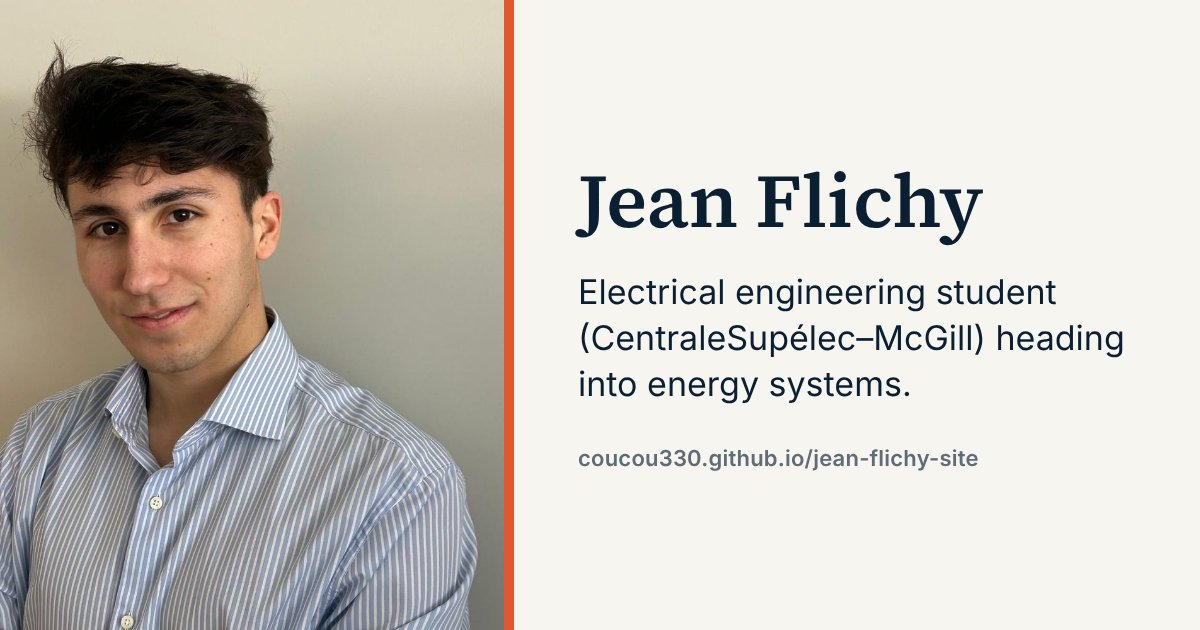 Jean Flichy
Electrical engineering student
(CentraleSupélec–McGill) heading
into energy systems.
coucou330.github.io/jean-flichy-site